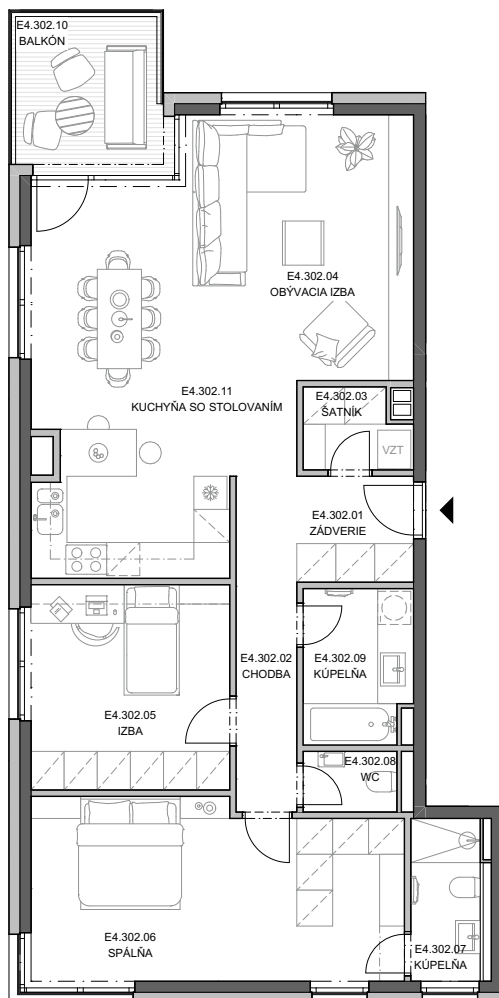 E4.302.10
BALKÓN
E4.302.04
OBÝVACIA IZBA
E4.302.11
KUCHYŇA SO STOLOVANÍM
E4.302.03
ŠATNÍK
VZT
E4.302.01
ZÁDVERIE
E4.302.02
CHODBA
E4.302.09
KÚPEĽŇA
E4.302.05
IZBA
E4.302.08
WC
E4.302.06
SPÁLŇA
E4.302.07
KÚPEĽŇA